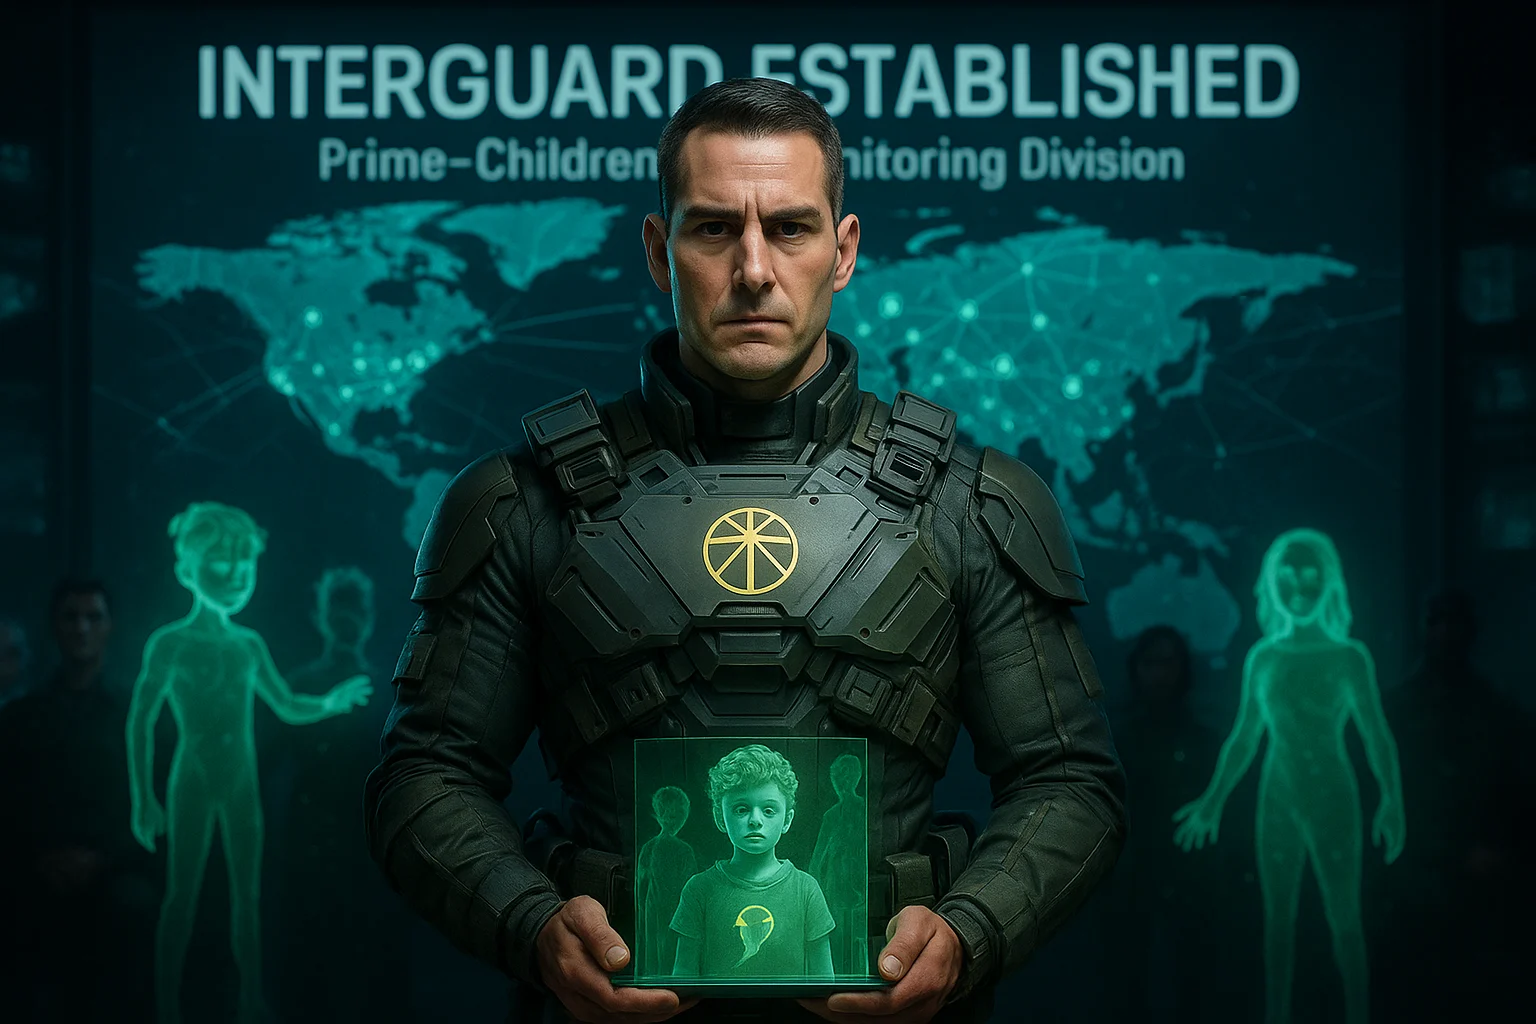 INTERGUARD ESTABLISHED
Prime–Children Division